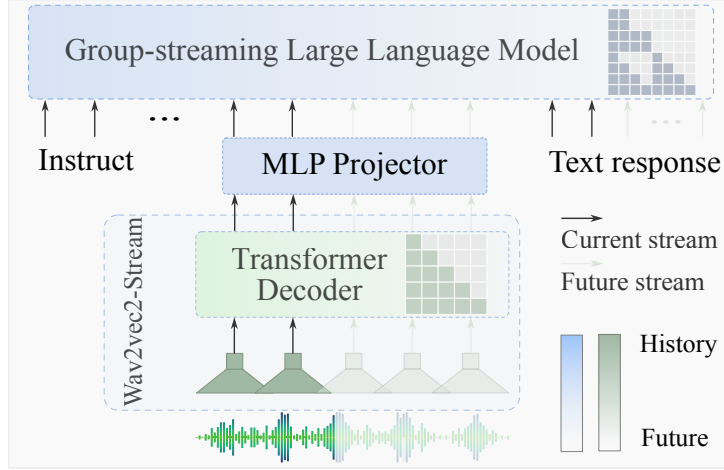 Group-streaming Large Language Model
...
Instruct
MLP Projector
Text response
...
Wav2vec2-Stream
Transformer
Decoder
Current stream
Future stream
History
Future